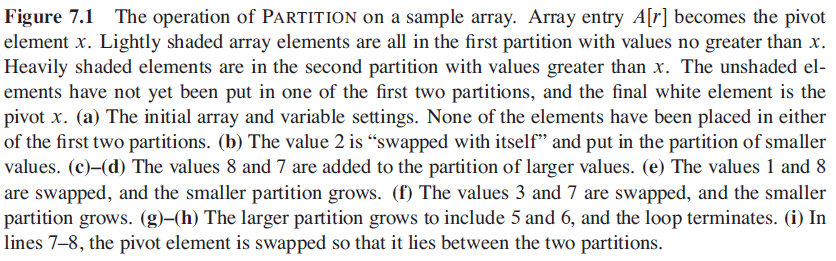 Figure 7.1 The operation of PARTITION on a sample array. Array entry A[r] becomes the pivot
element x. Lightly shaded array elements are all in the first partition with values no greater than x.
Heavily shaded elements are in the second partition with values greater than x. The unshaded el-
ements have not yet been put in one of the first two partitions, and the final white element is the
pivot x. (a) The initial array and variable settings. None of the elements have been placed in either
of the first two partitions. (b) The value 2 is “swapped with itself” and put in the partition of smaller
values. (c)–(d) The values 8 and 7 are added to the partition of larger values. (e) The values 1 and 8
are swapped, and the smaller partition grows. (f) The values 3 and 7 are swapped, and the smaller
partition grows. (g)–(h) The larger partition grows to include 5 and 6, and the loop terminates. (i) In
lines 7–8, the pivot element is swapped so that it lies between the two partitions.